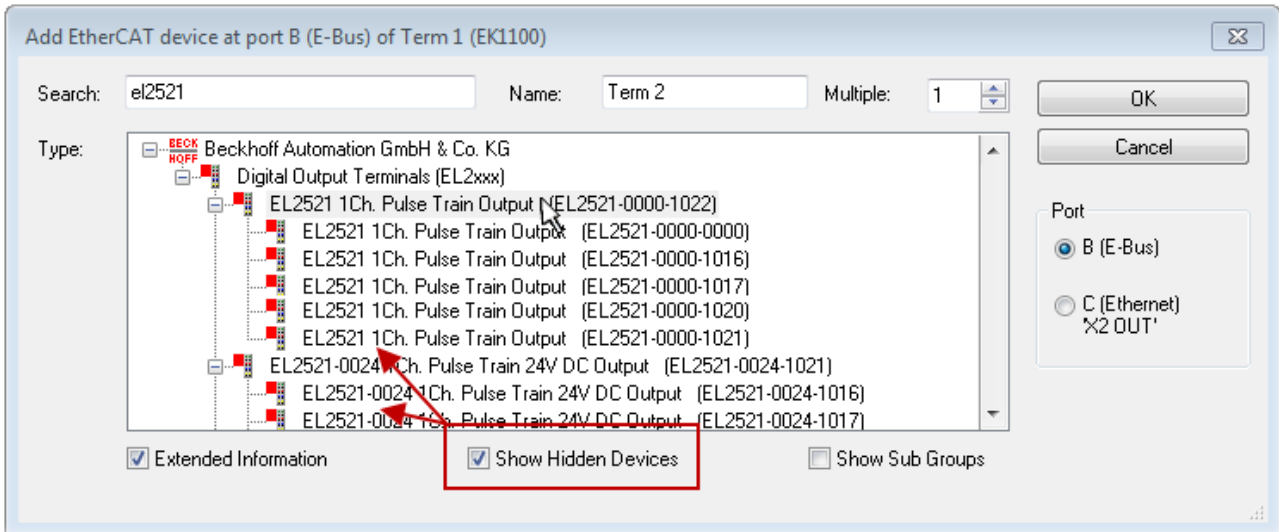 Add EtherCAT device at port B (E-Bus) of Term 1 (EK1100)
Search: el2521 Name: Term 2 Multiple: 1 OK
Cancel
Type: BECKHOFF Beckhoff Automation GmbH & Co. KG
Digital Output Terminals (EL2xxx)
EL2521 1Ch. Pulse Train Output (EL2521-0000-1022)
EL2521 1Ch. Pulse Train Output (EL2521-0000-0000)
EL2521 1Ch. Pulse Train Output (EL2521-0000-1016)
EL2521 1Ch. Pulse Train Output (EL2521-0000-1017)
EL2521 1Ch. Pulse Train Output (EL2521-0000-1020)
EL2521 1Ch. Pulse Train Output (EL2521-0000-1021)
EL2521-0024 1Ch. Pulse Train 24V DC Output (EL2521-0024-1021)
EL2521-0024 1Ch. Pulse Train 24V DC Output (EL2521-0024-1016)
EL2521-0024 1Ch. Pulse Train 24V DC Output (EL2521-0024-1017)
Port
B (E-Bus)
C (Ethernet)
'X2 OUT'
Extended Information Show Hidden Devices Show Sub Groups